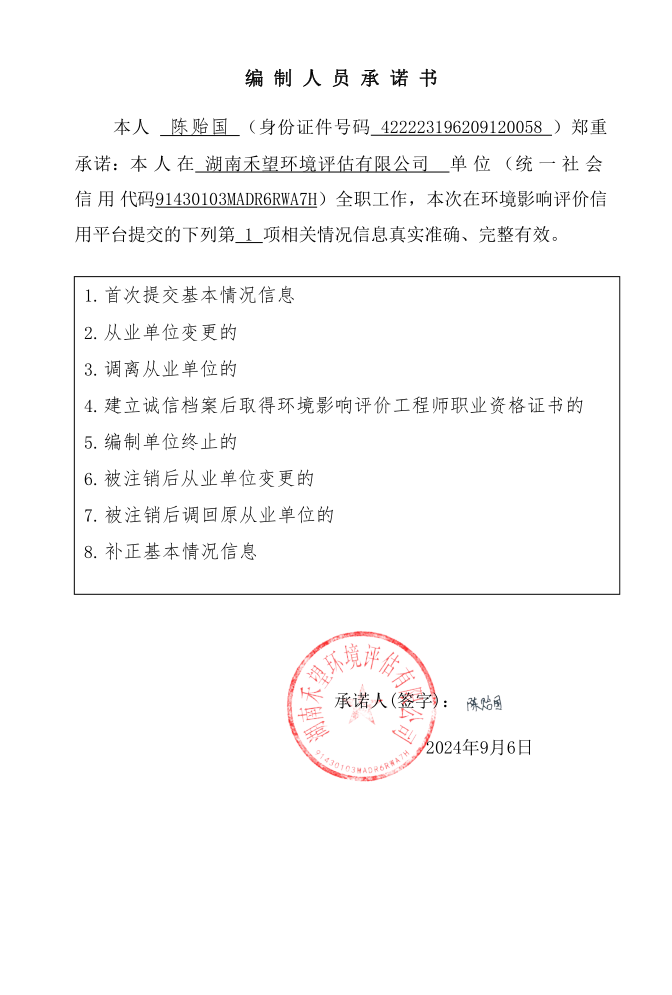 编制人员承诺书
本人 陈贻国 （身份证件号码 422223196209120058 ）郑重
承诺：本人在 湖南禾望环境评估有限公司 单位（统一社会
信用代码91430103MADR6RWA7H）全职工作，本次在环境影响评价信
用平台提交的下列第 1 项相关情况信息真实准确、完整有效。
1. 首次提交基本情况信息
2. 从业单位变更的
3. 调离从业单位的
4. 建立诚信档案后取得环境影响评价工程师职业资格证书的
5. 编制单位终止的
6. 被注销后从业单位变更的
7. 被注销后调回原从业单位的
8. 补正基本情况信息
湖南禾望环境评估有限公司
承诺人(签字)： 陈贻国
2024年9月6日
91430103MADR6RWA7H